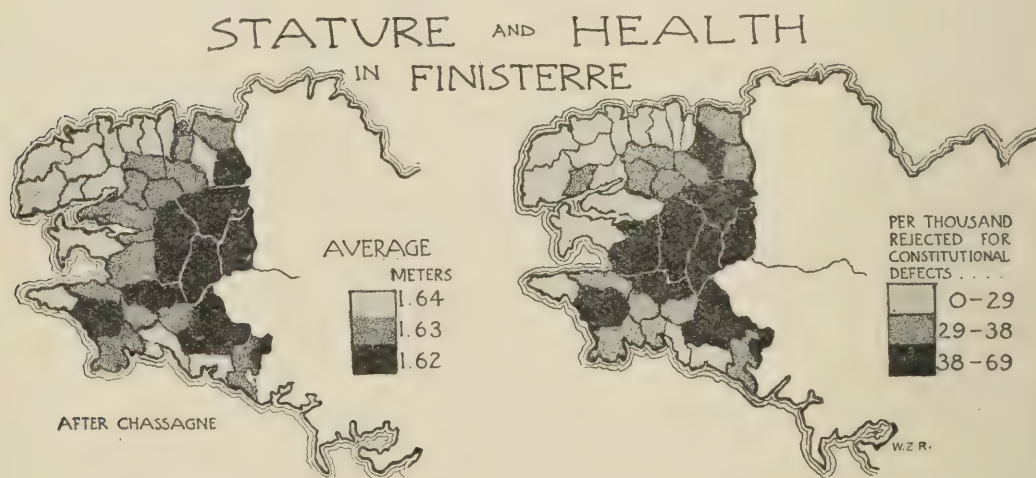 STATURE AND HEALTH
IN FINISTERRE
AVERAGE
METERS
1.64
1.63
1.62
AFTER CHASSAGNE
PER THOUSAND
REJECTED FOR
CONSTITUTIONAL
DEFECTS ....
0-29
29-38
38-69
W.Z.R.